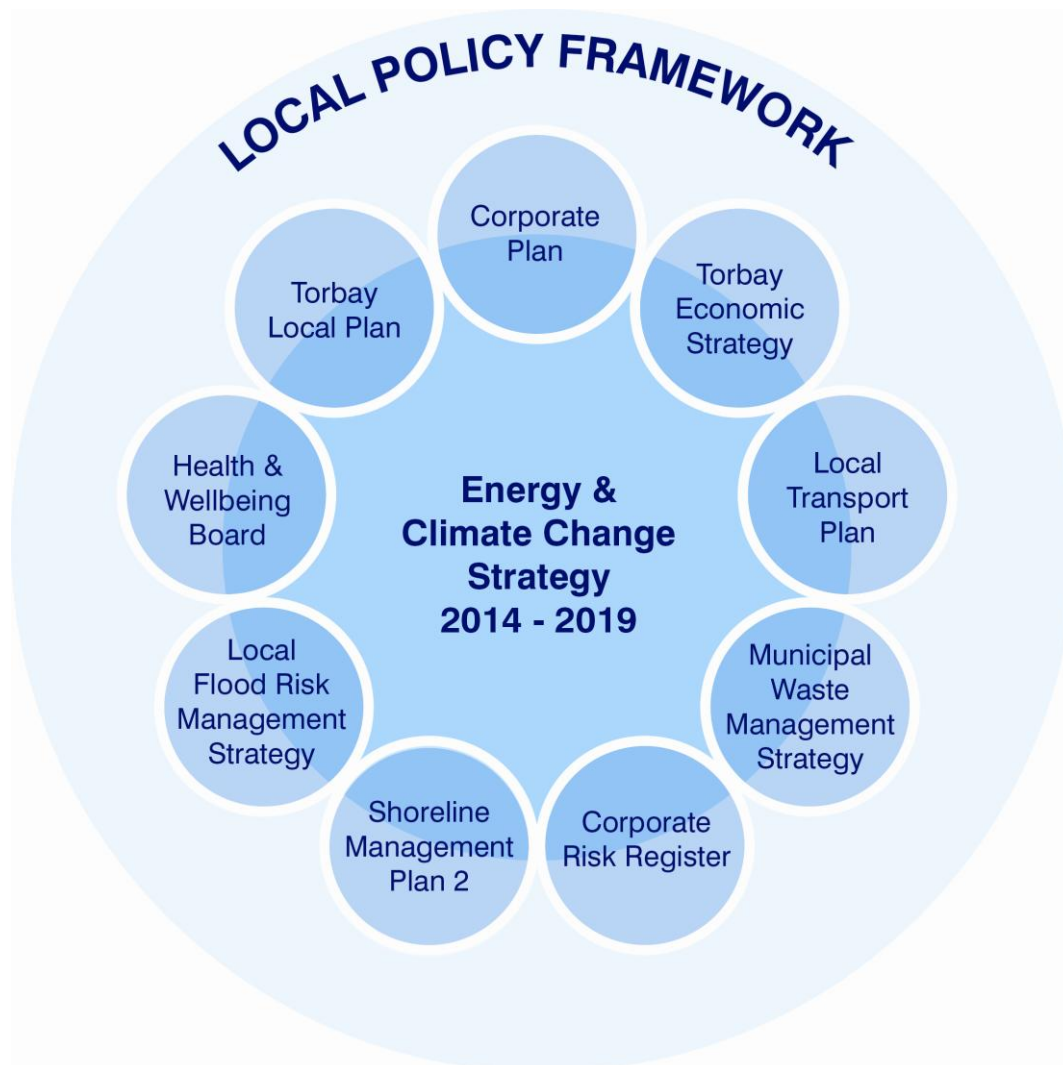 LOCAL POLICY FRAMEWORK
Corporate
Plan
Torbay
Economic
Strategy
Local
Transport
Plan
Municipal
Waste
Management
Strategy
Corporate
Risk Register
Shoreline
Management
Plan 2
Local
Flood Risk
Management
Strategy
Health &
Wellbeing
Board
Torbay
Local Plan
Energy &
Climate Change
Strategy
2014 - 2019